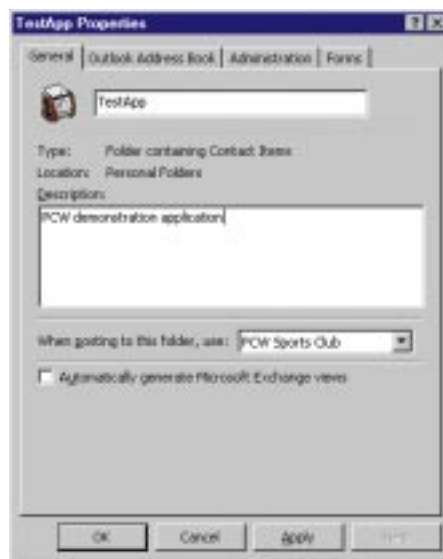 TestApp Properties
General Outlook Address Book Administration Forms
TestApp
Type: Folder containing Contact Items
Location: Personal Folders
Description:
PCW demonstration application
When posting to this folder, use: PCW Sports Club
Automatically generate Microsoft Exchange views
OK Cancel Apply